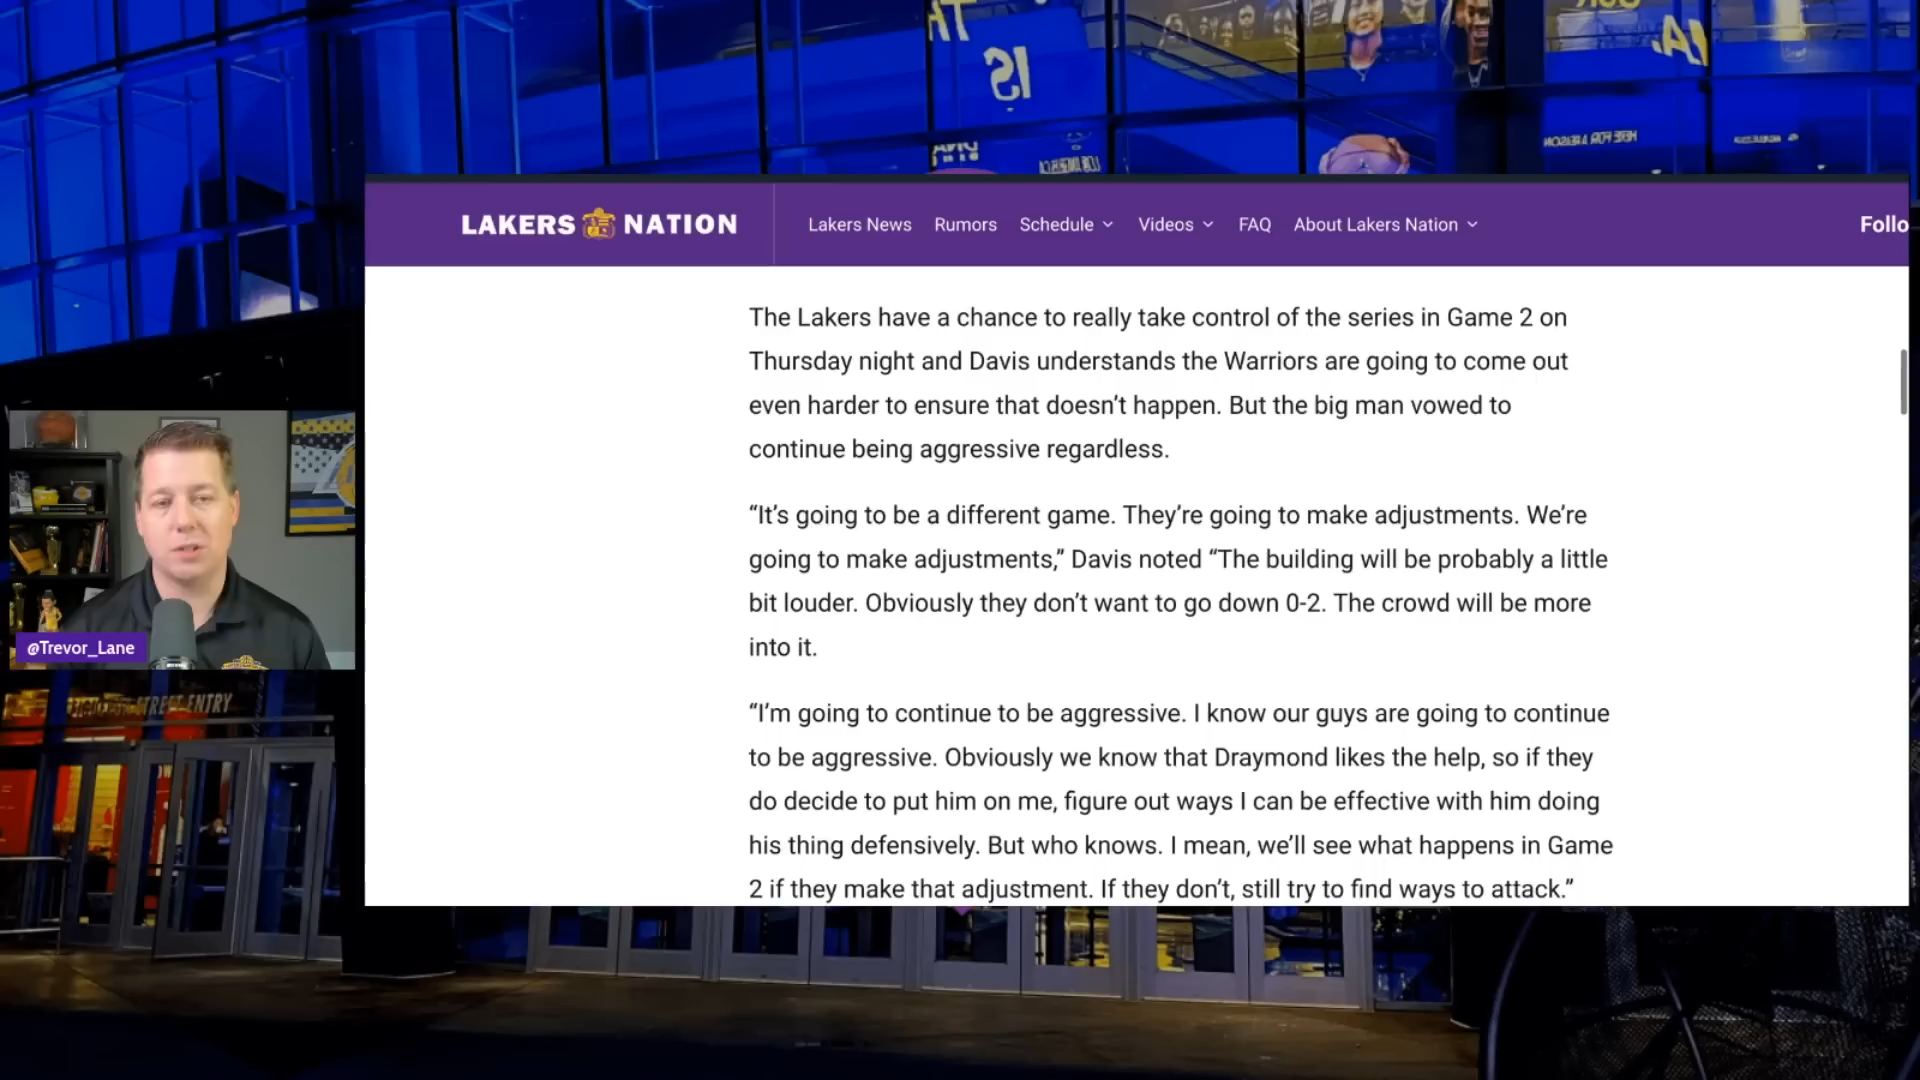 LAKERS NATION
Lakers News Rumors Schedule Videos FAQ About Lakers Nation Follo
The Lakers have a chance to really take control of the series in Game 2 on
Thursday night and Davis understands the Warriors are going to come out
even harder to ensure that doesn’t happen. But the big man vowed to
continue being aggressive regardless.
“It’s going to be a different game. They’re going to make adjustments. We’re
going to make adjustments,” Davis noted “The building will be probably a little
bit louder. Obviously they don’t want to go down 0-2. The crowd will be more
into it.
“I’m going to continue to be aggressive. I know our guys are going to continue
to be aggressive. Obviously we know that Draymond likes the help, so if they
do decide to put him on me, figure out ways I can be effective with him doing
his thing defensively. But who knows. I mean, we’ll see what happens in Game
2 if they make that adjustment. If they don’t, still try to find ways to attack.”
@Trevor_Lane
STREET ENTRY
IS
HERE FOR A REASON